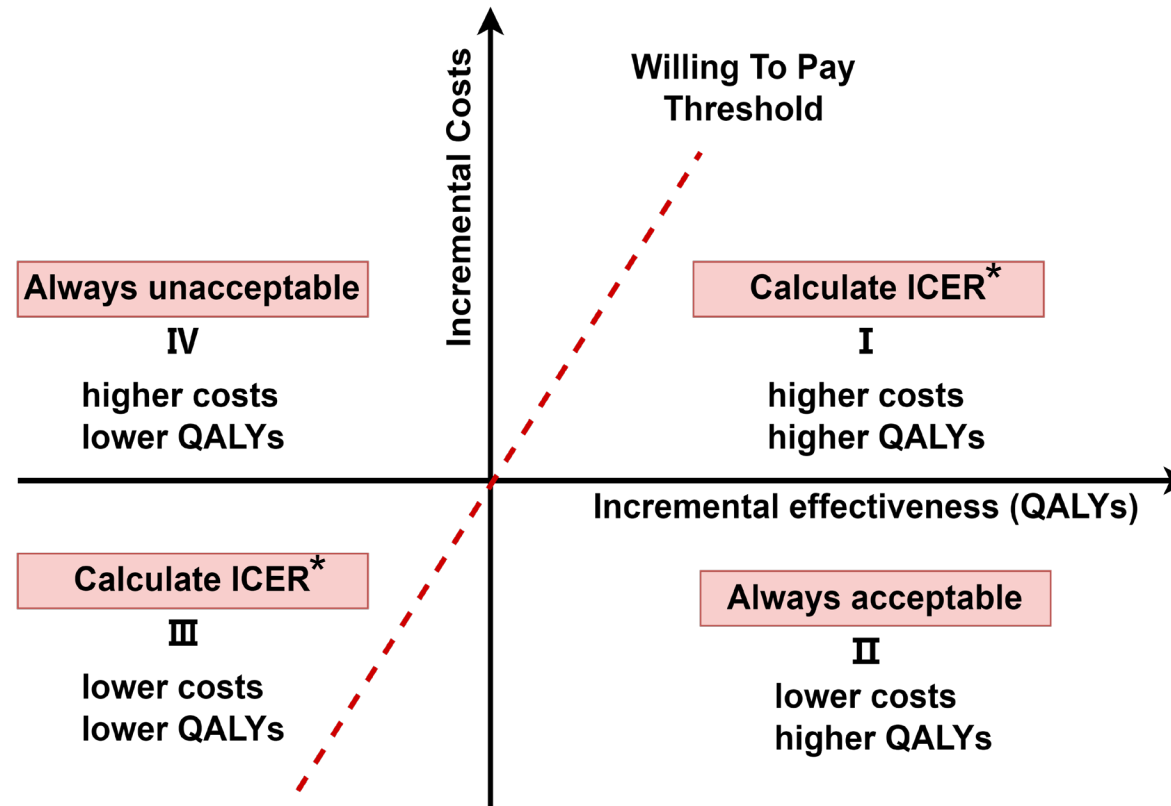 Willing To Pay
Threshold
Incremental Costs
Always unacceptable
IV
higher costs
lower QALYs
Calculate ICER*
I
higher costs
higher QALYs
Incremental effectiveness (QALYs)
Calculate ICER*
III
lower costs
lower QALYs
Always acceptable
II
lower costs
higher QALYs